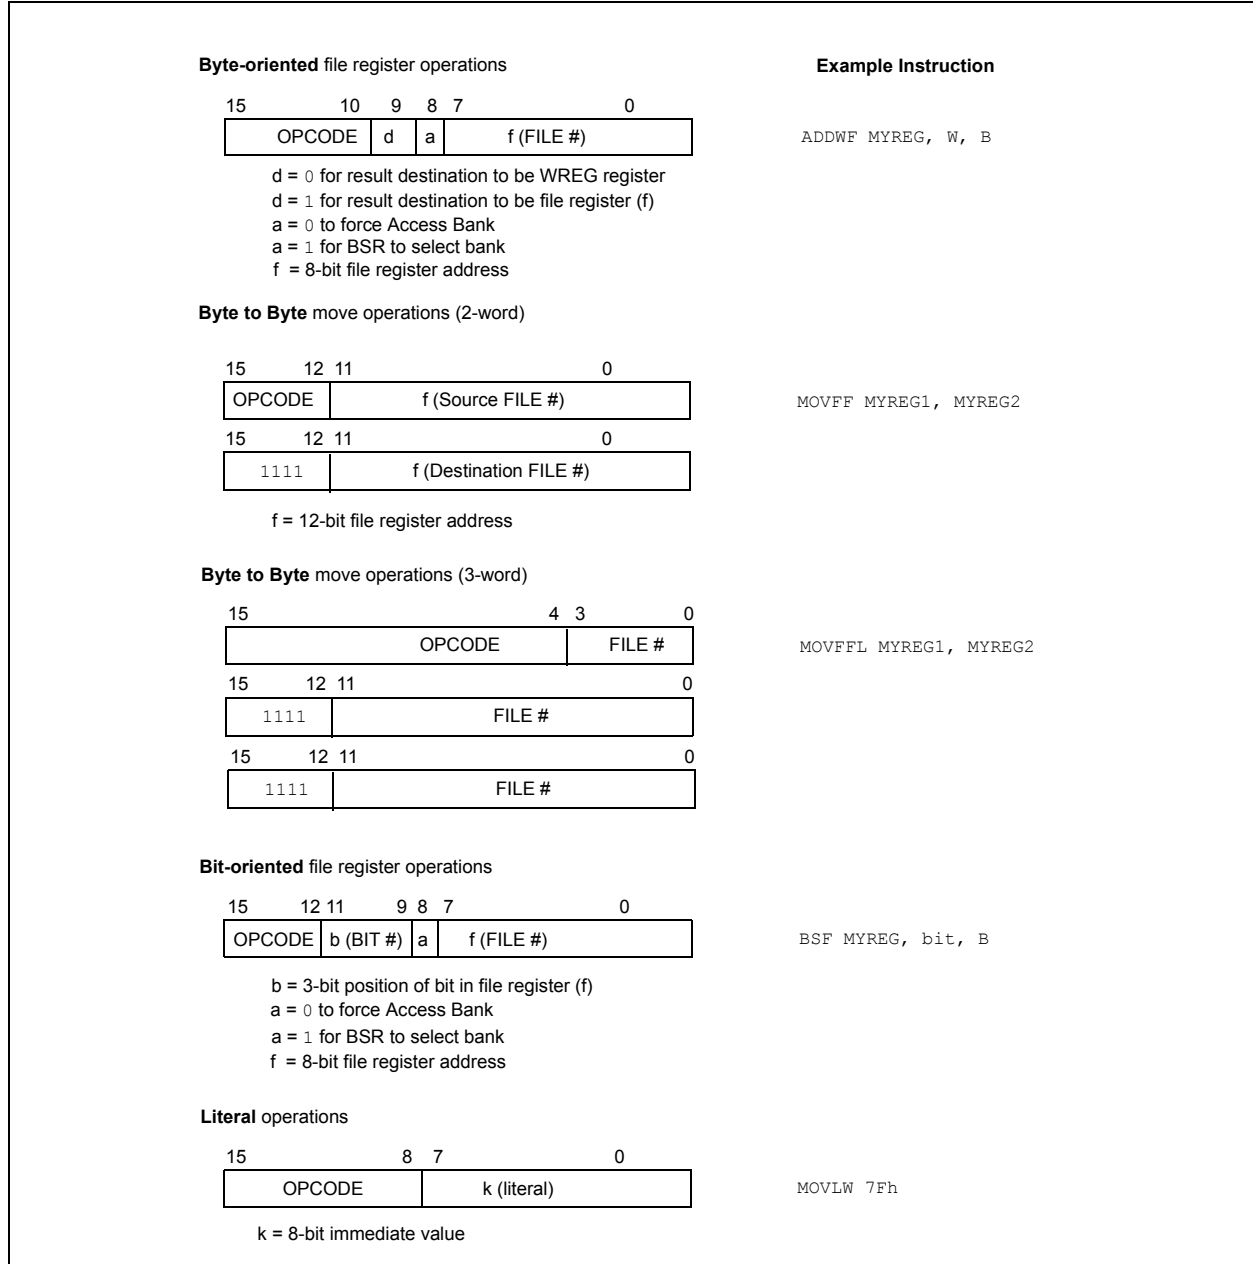 Byte-oriented file register operations
Example Instruction
15 10 9 8 7 0
OPCODE d a f (FILE #)
ADDWF MYREG, W, B
d = 0 for result destination to be WREG register
d = 1 for result destination to be file register (f)
a = 0 to force Access Bank
a = 1 for BSR to select bank
f = 8-bit file register address
Byte to Byte move operations (2-word)
15 12 11 0
OPCODE f (Source FILE #)
MOVFF MYREG1, MYREG2
15 12 11 0
1111 f (Destination FILE #)
f = 12-bit file register address
Byte to Byte move operations (3-word)
15 4 3 0
OPCODE FILE #
MOVFFL MYREG1, MYREG2
15 12 11 0
1111 FILE #
15 12 11 0
1111 FILE #
Bit-oriented file register operations
15 12 11 9 8 7 0
OPCODE b (BIT #) a f (FILE #)
BSF MYREG, bit, B
b = 3-bit position of bit in file register (f)
a = 0 to force Access Bank
a = 1 for BSR to select bank
f = 8-bit file register address
Literal operations
15 8 7 0
OPCODE k (literal)
MOVLW 7Fh
k = 8-bit immediate value